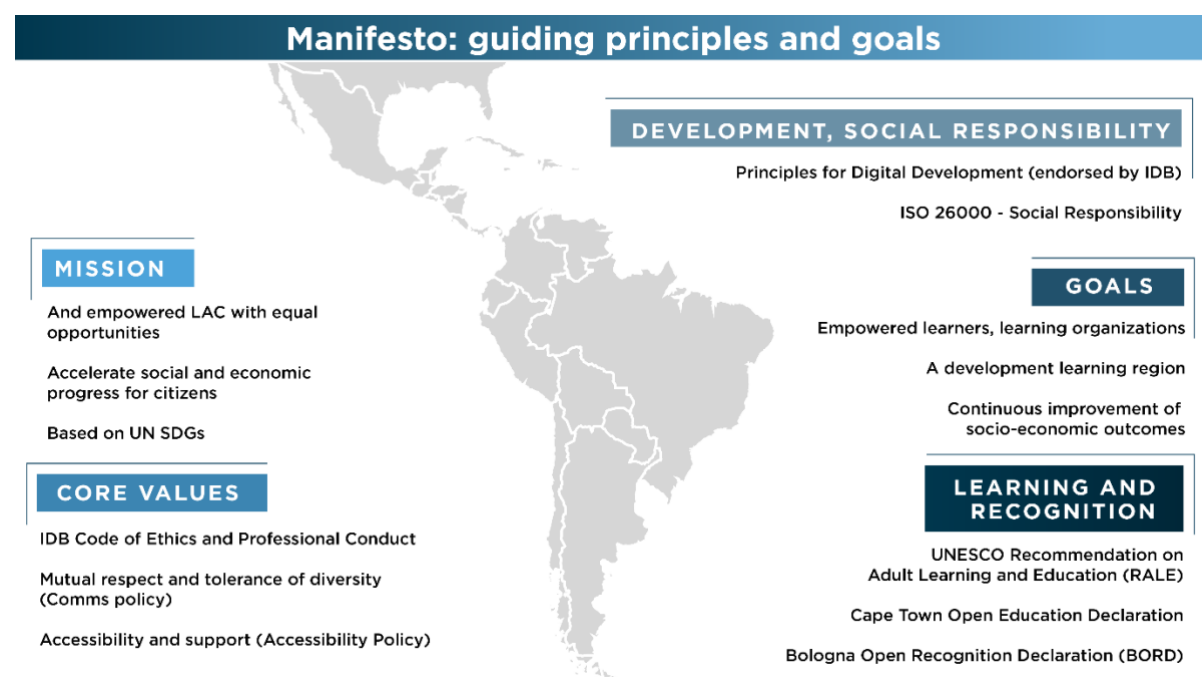 Manifesto: guiding principles and goals
DEVELOPMENT, SOCIAL RESPONSIBILITY
Principles for Digital Development (endorsed by IDB)
ISO 26000 - Social Responsibility
MISSION
And empowered LAC with equal
opportunities
Accelerate social and economic
progress for citizens
Based on UN SDGs
GOALS
Empowered learners, learning organizations
A development learning region
Continuous improvement of
socio-economic outcomes
CORE VALUES
IDB Code of Ethics and Professional Conduct
Mutual respect and tolerance of diversity
(Comms policy)
Accessibility and support (Accessibility Policy)
LEARNING AND
RECOGNITION
UNESCO Recommendation on
Adult Learning and Education (RALE)
Cape Town Open Education Declaration
Bologna Open Recognition Declaration (BORD)